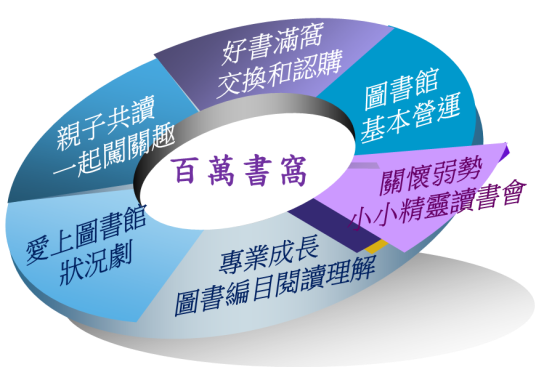 好書滿窩
交換和認購
圖書館
基本營運
關懷弱勢
小小精靈讀書會
專業成長
圖書編目閱讀理解
愛上圖書館
狀況劇
親子共讀
一起闖關趣
百萬書窩